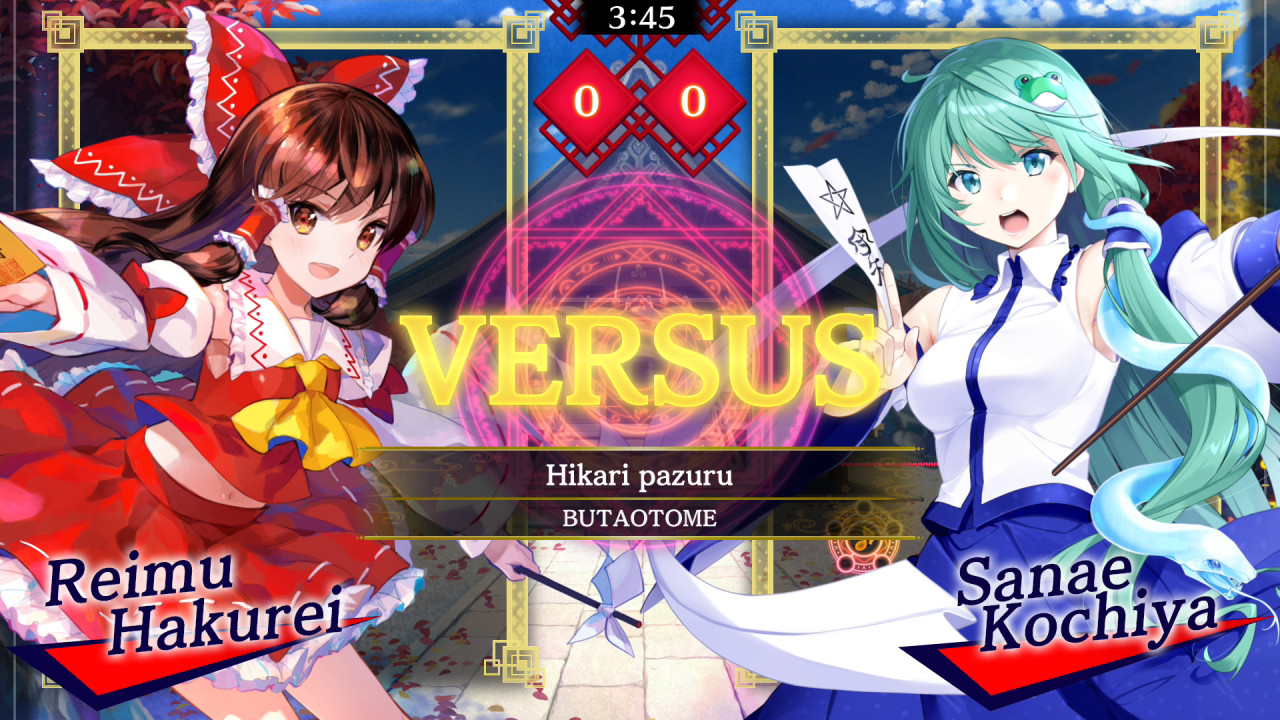 3:45
0 0
VERSUS
Hikari pazuru
BUTAOTOME
Reimu
Hakurei
Sanae
Kochiya